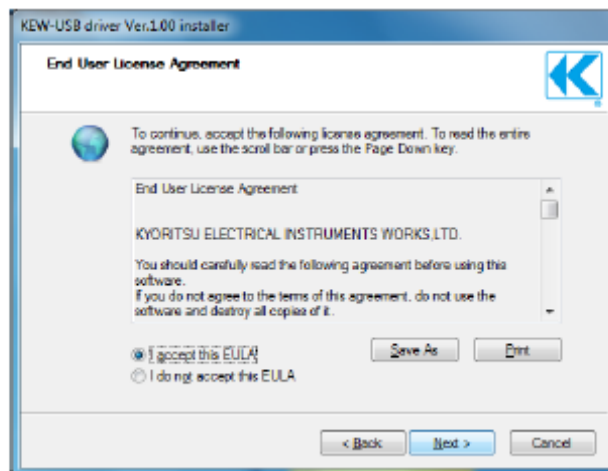 KEW-USB driver Ver.1.00 installer
End User License Agreement
To continue, accept the following license agreement. To read the entire
agreement, use the scroll bar or press the Page Down key.
End User License Agreement
KYORITSU ELECTRICAL INSTRUMENTS WORKS,LTD.
You should carefully read the following agreement before using this
software.
If you do not agree to the terms of this agreement, do not use the
software and destroy all copies of it.
I accept this EULA
Save As
Print
I do not accept this EULA
< Back
Next >
Cancel